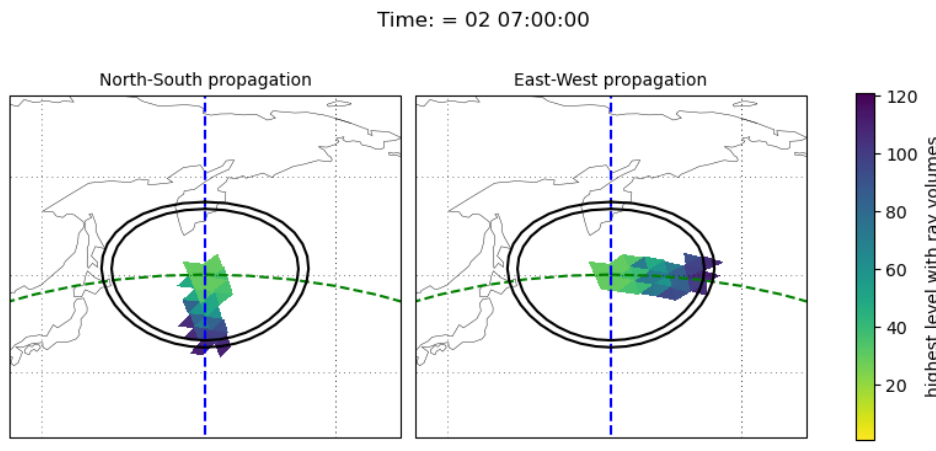 Time: = 02 07:00:00
North-South propagation
East-West propagation
120
100
80
60
40
20
highest level with ray volumes